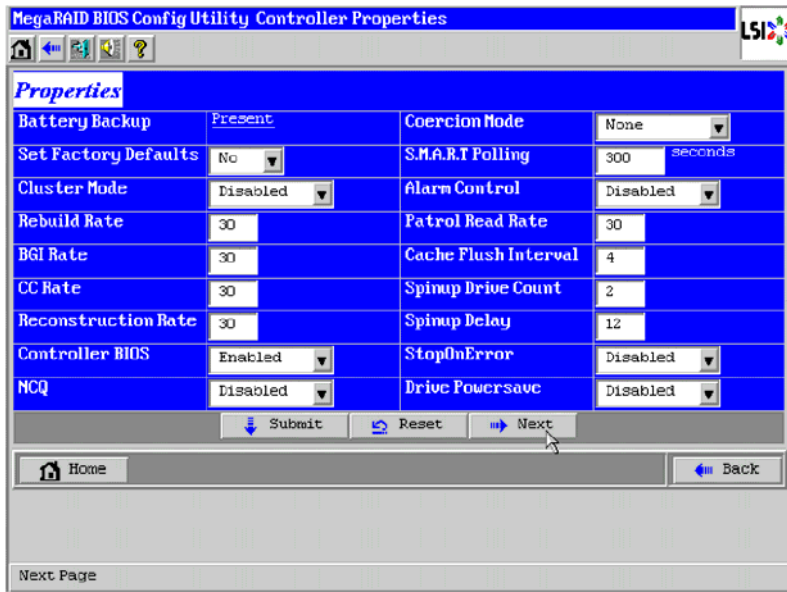 MegaRAID BIOS Config Utility Controller Properties
LSI
Properties
Battery Backup Present Coercion Mode None
Set Factory Defaults No S.M.A.R.T Polling 300 seconds
Cluster Mode Disabled Alarm Control Disabled
Rebuild Rate 30 Patrol Read Rate 30
BGI Rate 30 Cache Flush Interval 4
CC Rate 30 Spinup Drive Count 2
Reconstruction Rate 30 Spinup Delay 12
Controller BIOS Enabled StopOnError Disabled
NCQ Disabled Drive Powersave Disabled
Submit Reset Next
Home Back
Next Page